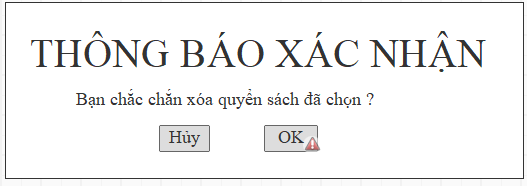 THÔNG BÁO XÁC NHẬN
Bạn chắc chắn xóa quyển sách đã chọn ?
Hủy OK